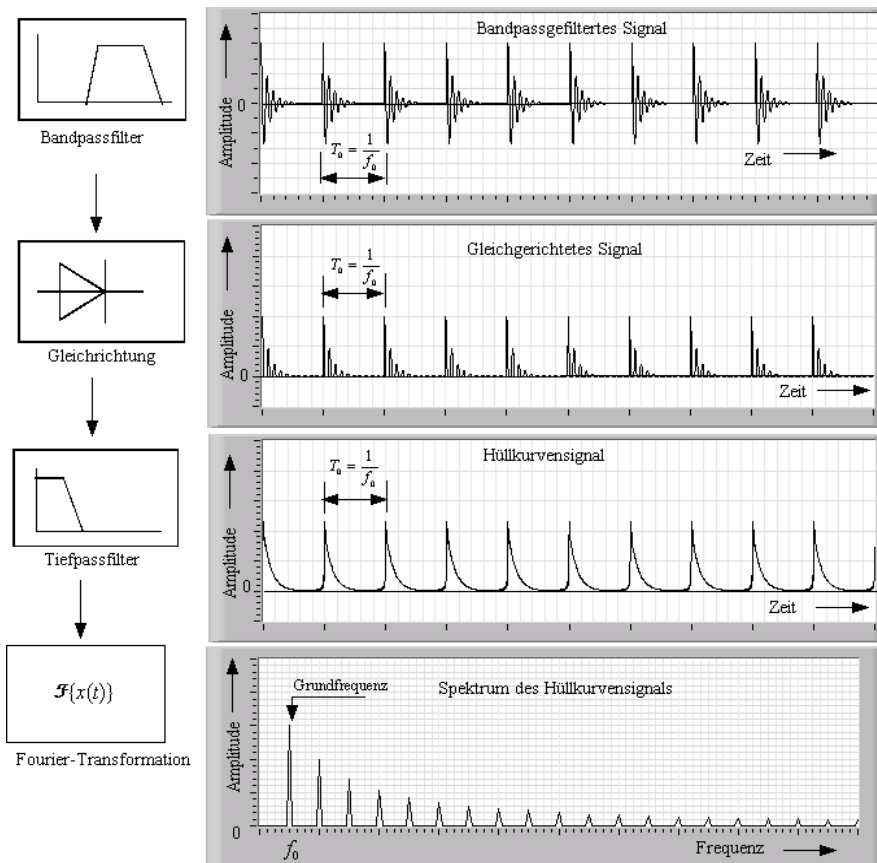 Bandpassfilter
Bandpassgefiltertes Signal
Amplitude
0
T₀ = 1/f₀
Zeit
Gleichrichtung
Gleichgerichtetes Signal
Amplitude
0
T₀ = 1/f₀
Zeit
Tiefpassfilter
Hüllkurvensignal
Amplitude
0
T₀ = 1/f₀
Zeit
𝕱{x(t)}
Fourier-Transformation
Grundfrequenz
Spektrum des Hüllkurvensignals
Amplitude
0
f₀
Frequenz